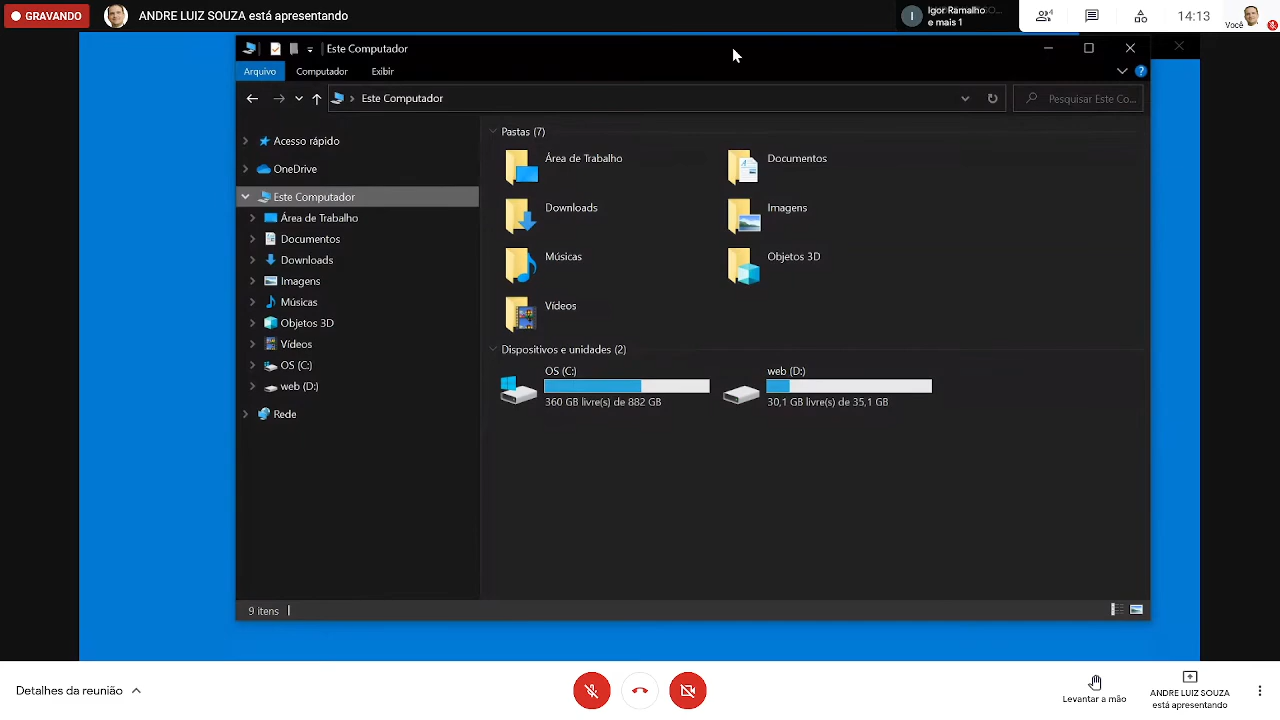 GRAVANDO
ANDRE LUIZ SOUZA está apresentando
Igor Ramalho
e mais 1
4
14:13
Você
Este Computador
Arquivo
Computador
Exibir
Este Computador
Pesquisar Este Co...
Acesso rápido
OneDrive
Este Computador
Área de Trabalho
Documentos
Downloads
Imagens
Músicas
Objetos 3D
Vídeos
OS (C:)
web (D:)
Rede
Pastas (7)
Área de Trabalho
Documentos
Downloads
Imagens
Músicas
Objetos 3D
Vídeos
Dispositivos e unidades (2)
OS (C:)
360 GB livre(s) de 882 GB
web (D:)
30,1 GB livre(s) de 35,1 GB
9 itens
Detalhes da reunião
Levantar a mão
ANDRE LUIZ SOUZA
está apresentando